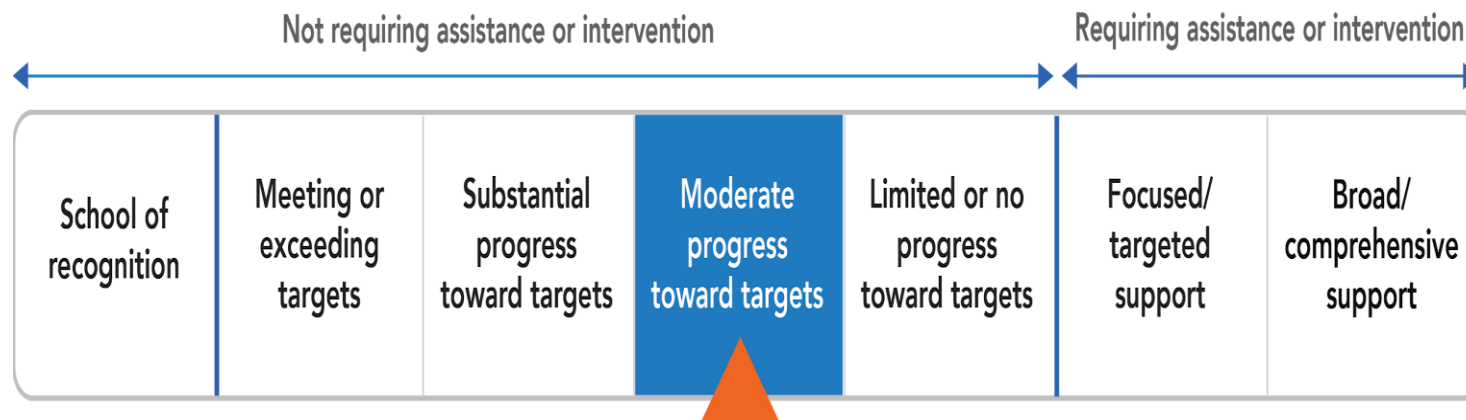 Not requiring assistance or intervention
Requiring assistance or intervention
School of
recognition
Meeting or
exceeding
targets
Substantial
progress
toward targets
Moderate
progress
toward targets
Limited or no
progress
toward targets
Focused/
targeted
support
Broad/
comprehensive
support